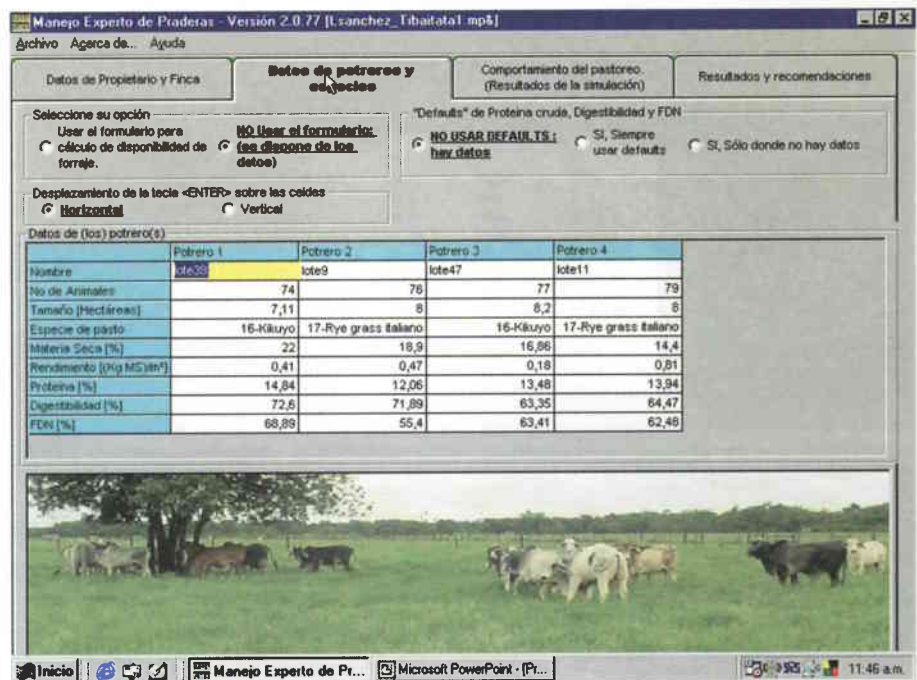 Manejo Experto de Praderas - Versión 2.0.77 [Lsanchez_Tibaitata1.mp$]
Archivo Agerca de... Ayuda
Datos de Propietario y Finca
Datos de potreros y especies
Comportamiento del pastoreo. (Resultados de la simulación)
Resultados y recomendaciones
Seleccione su opción
Usar el formulario para cálculo de disponibilidad de forraje.
NO Usar el formulario: (se dispone de los datos)
"Defaults" de Proteína cruda, Digestibilidad y FDN
NO USAR DEFAULTS : hay datos
SI, Siempre usar defaults
SI, Sólo donde no hay datos
Desplazamiento de la tecla <ENTER> sobre las celdas
Horizontal Vertical
Datos de (los) potrero(s)
Potrero 1 Potrero 2 Potrero 3 Potrero 4
Nombre lote39 lote9 lote47 lote11
No de Animales 74 76 77 79
Tamaño [Hectáreas] 7,11 8 8,2 8
Especie de pasto 16-Kikuyo 17-Rye grass italiano 16-Kikuyo 17-Rye grass italiano
Materia Seca [%] 22 18,9 16,86 14,4
Rendimiento [(Kg MS)/m²] 0,41 0,47 0,18 0,81
Proteína [%] 14,84 12,06 13,48 13,94
Digestibilidad [%] 72,6 71,89 63,35 64,47
FDN [%] 68,89 55,4 63,41 62,46
Inicio Manejo Experto de Pr... Microsoft PowerPoint - [Pr... 11:46 a.m.